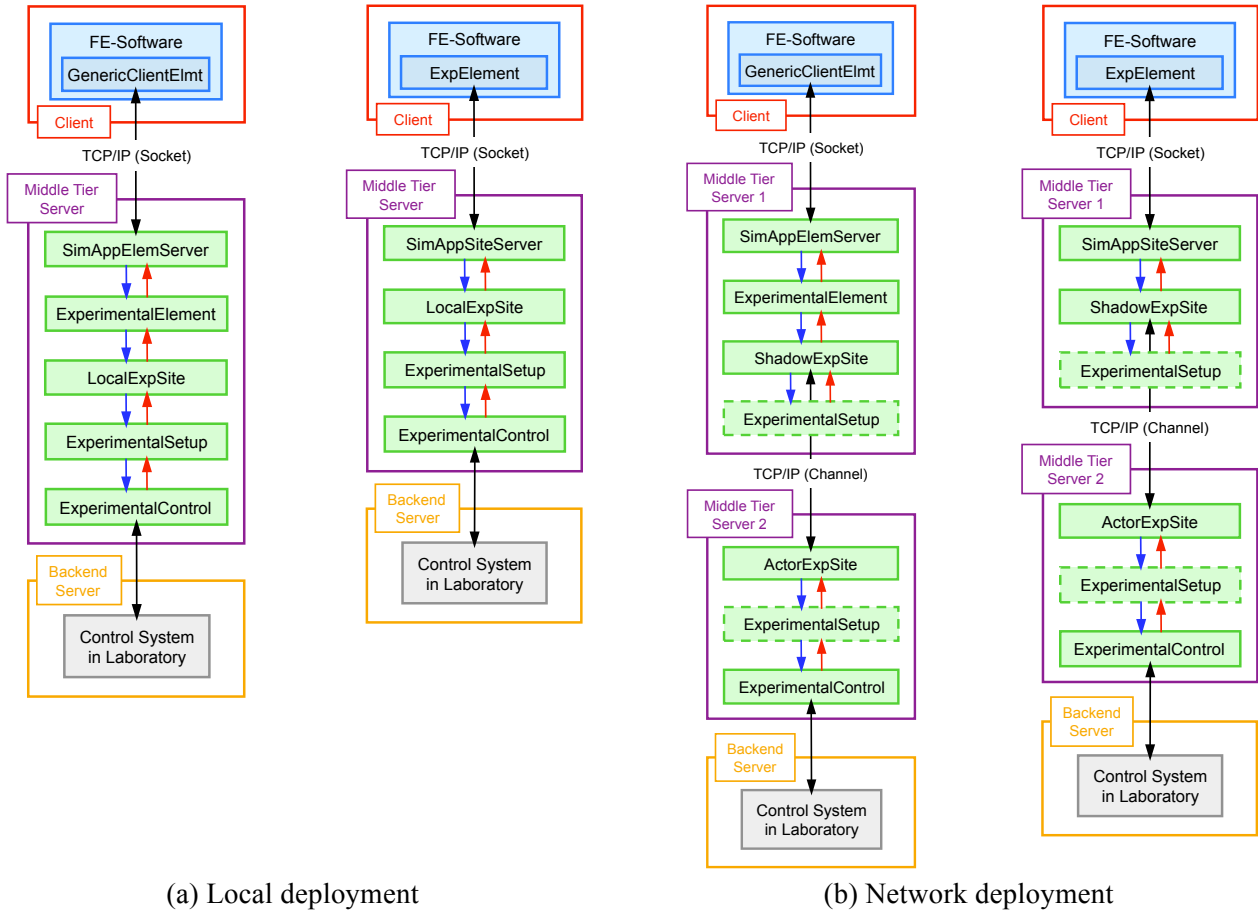 FE-Software
GenericClientElmt
Client
TCP/IP (Socket)
Middle Tier
Server
SimAppElemServer
ExperimentalElement
LocalExpSite
ExperimentalSetup
ExperimentalControl
Backend
Server
Control System
in Laboratory
FE-Software
ExpElement
Client
TCP/IP (Socket)
Middle Tier
Server
SimAppSiteServer
LocalExpSite
ExperimentalSetup
ExperimentalControl
Backend
Server
Control System
in Laboratory
(a) Local deployment
FE-Software
GenericClientElmt
Client
TCP/IP (Socket)
Middle Tier
Server 1
SimAppElemServer
ExperimentalElement
ShadowExpSite
ExperimentalSetup
TCP/IP (Channel)
Middle Tier
Server 2
ActorExpSite
ExperimentalSetup
ExperimentalControl
Backend
Server
Control System
in Laboratory
FE-Software
ExpElement
Client
TCP/IP (Socket)
Middle Tier
Server 1
SimAppSiteServer
ShadowExpSite
ExperimentalSetup
TCP/IP (Channel)
Middle Tier
Server 2
ActorExpSite
ExperimentalSetup
ExperimentalControl
Backend
Server
Control System
in Laboratory
(b) Network deployment